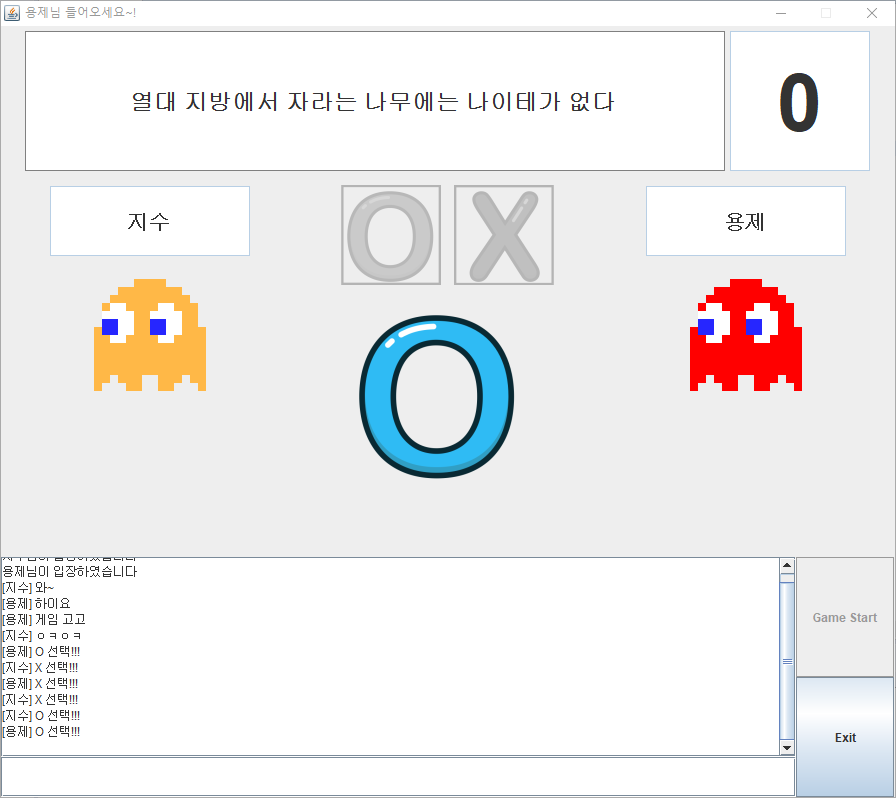 용제님 들어오세요~!
열대 지방에서 자라는 나무에는 나이테가 없다
0
지수
O X
용제
O
용제님이 입장하였습니다
[지수] 와~
[용제] 하이요
[용제] 게임 고고
[지수] ㅇㅋㅇㅋ
[용제] O 선택!!!
[지수] X 선택!!!
[용제] X 선택!!!
[지수] X 선택!!!
[지수] O 선택!!!
[용제] O 선택!!!
Game Start
Exit